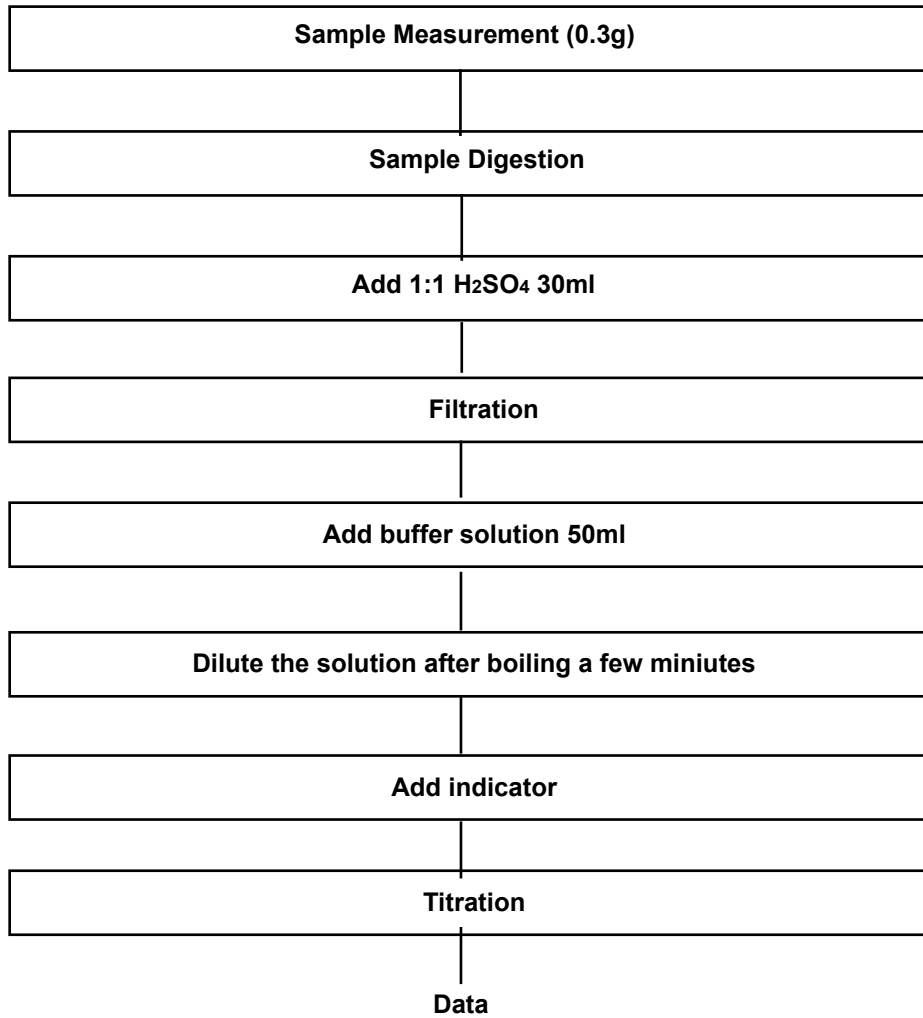 Sample Measurement (0.3g)
Sample Digestion
Add 1:1 H2SO4 30ml
Filtration
Add buffer solution 50ml
Dilute the solution after boiling a few miniutes
Add indicator
Titration
Data